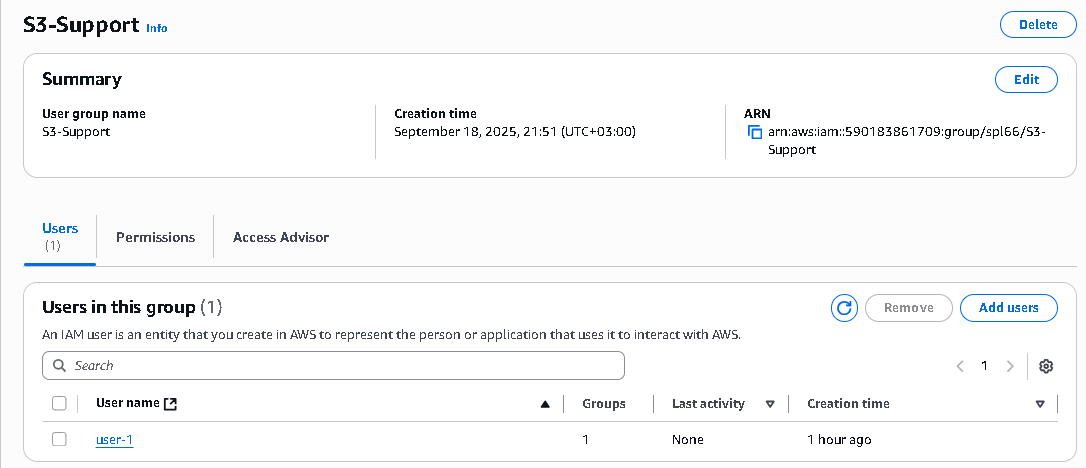 S3-Support Info
Delete
Summary
Edit
User group name
S3-Support
Creation time
September 18, 2025, 21:51 (UTC+03:00)
ARN
arn:aws:iam::590183861709:group/spl66/S3-
Support
Users
(1)
Permissions
Access Advisor
Users in this group (1)
Remove
Add users
An IAM user is an entity that you create in AWS to represent the person or application that uses it to interact with AWS.
Search
1
User name
Groups
Last activity
Creation time
user-1
1
None
1 hour ago